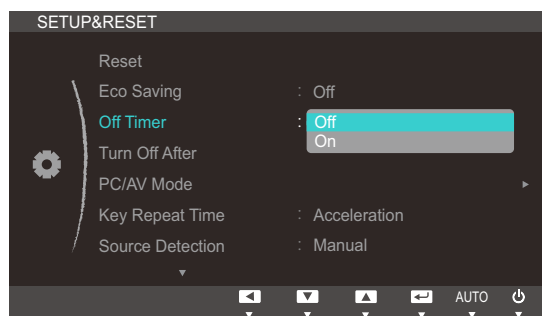 SETUP&RESET
Reset
Eco Saving : Off
Off Timer : Off
On
Turn Off After
PC/AV Mode
Key Repeat Time : Acceleration
Source Detection : Manual
AUTO